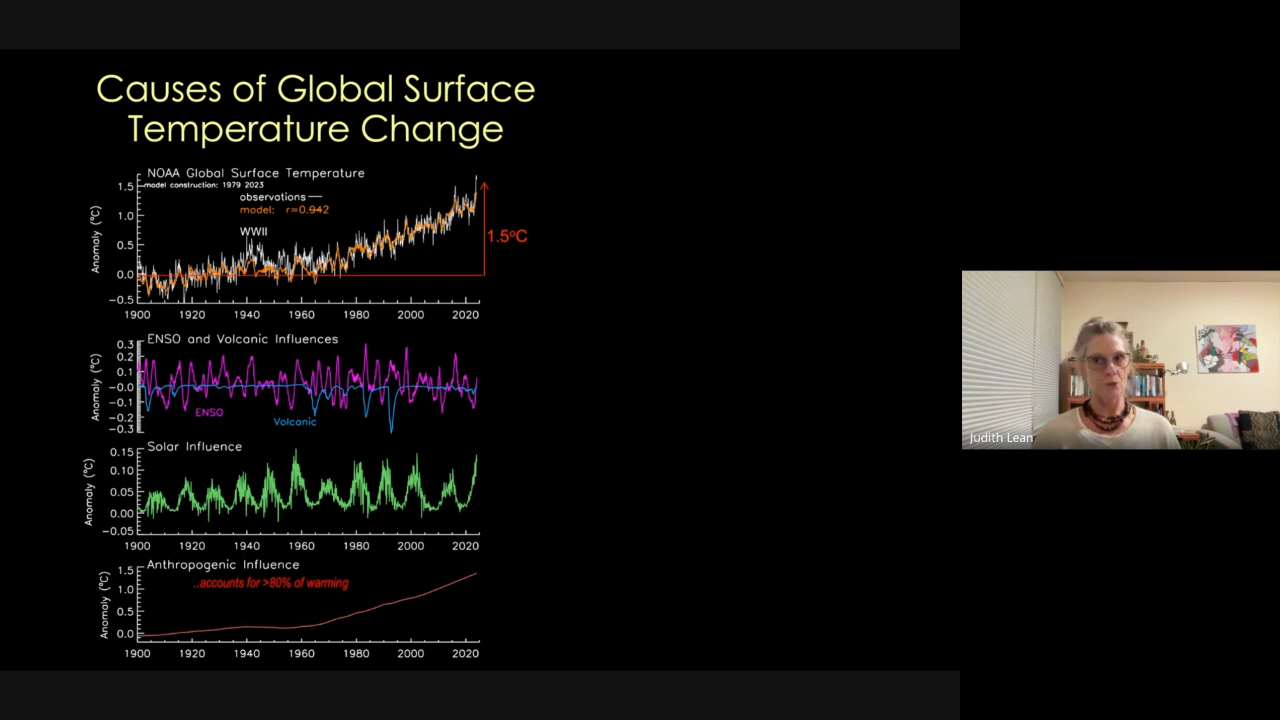 Causes of Global Surface
Temperature Change
NOAA Global Surface Temperature
model construction: 1979 2023
observations
model: r=0.942
WWII
1.5
1.0
0.5
0.0
−0.5
Anomaly (°C)
1.5°C
1900 1920 1940 1960 1980 2000 2020
ENSO and Volcanic Influences
0.3
0.2
0.1
−0.0
−0.1
−0.2
−0.3
Anomaly (°C)
ENSO
Volcanic
Solar Influence
0.15
0.10
0.05
0.00
−0.05
Anomaly (°C)
1900 1920 1940 1960 1980 2000 2020
Anthropogenic Influence
..accounts for >80% of warming
1.5
1.0
0.5
0.0
Anomaly (°C)
1900 1920 1940 1960 1980 2000 2020
Judith Lean